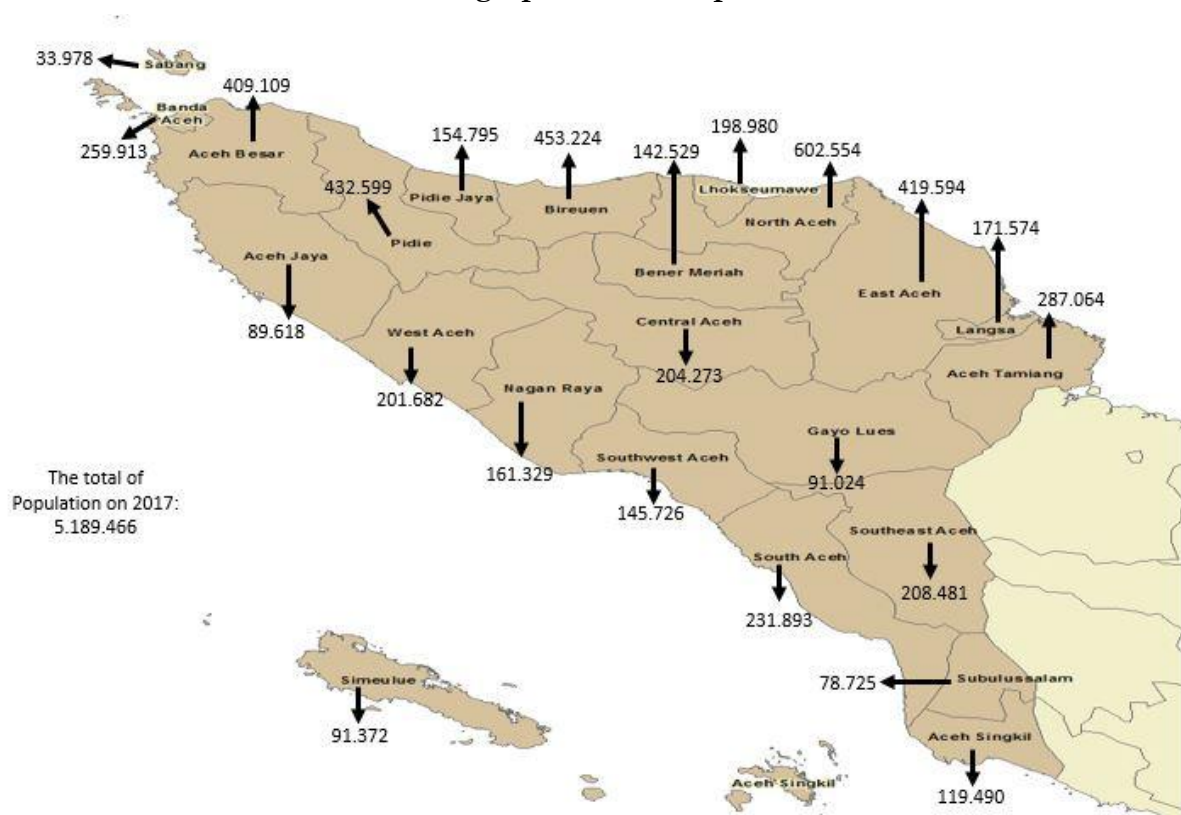 33.978
Sabang
409.109
Banda
Aceh
259.913
Aceh Besar
154.795
453.224
142.529
198.980
602.554
432.599
Pidie Jaya
Bireuen
Lhokseumawe
North Aceh
419.594
171.574
Pidie
Aceh Jaya
Bener Meriah
East Aceh
287.064
89.618
West Aceh
Central Aceh
Langsa
201.682
Nagan Raya
204.273
Aceh Tamiang
Gayo Lues
Southwest Aceh
161.329
91.024
145.726
The total of
Population on 2017:
5.189.466
Southeast Aceh
South Aceh
208.481
231.893
Simeulue
91.372
78.725
Subulussalam
Aceh Singkil
Aceh Singkil
119.490